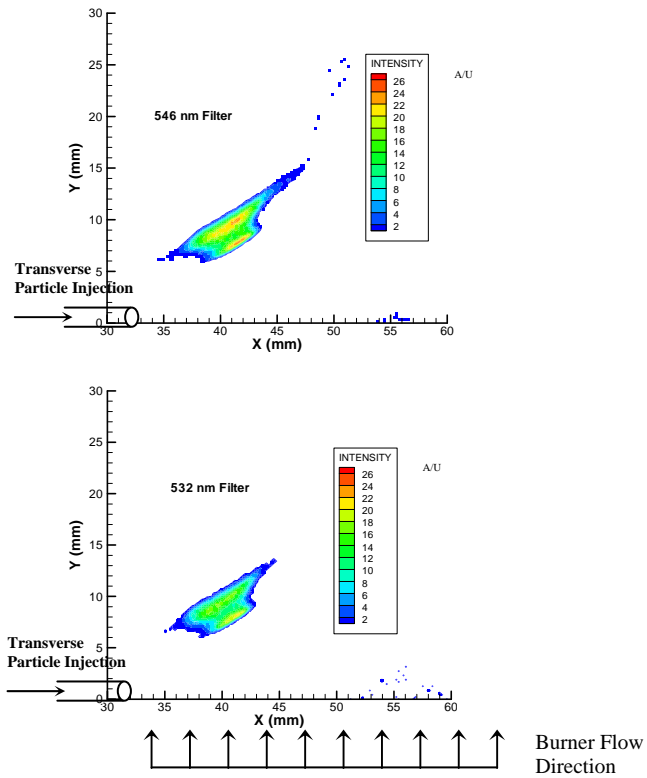 30
25
20
15
10
5
0
Y (mm)
546 nm Filter
INTENSITY
26
24
22
20
18
16
14
12
10
8
6
4
2
A/U
Transverse
Particle Injection
30 35 40 45 50 55 60
X (mm)
30
25
20
15
10
5
0
Y (mm)
532 nm Filter
INTENSITY
26
24
22
20
18
16
14
12
10
8
6
4
2
A/U
Transverse
Particle Injection
30 35 40 45 50 55 60
X (mm)
Burner Flow
Direction